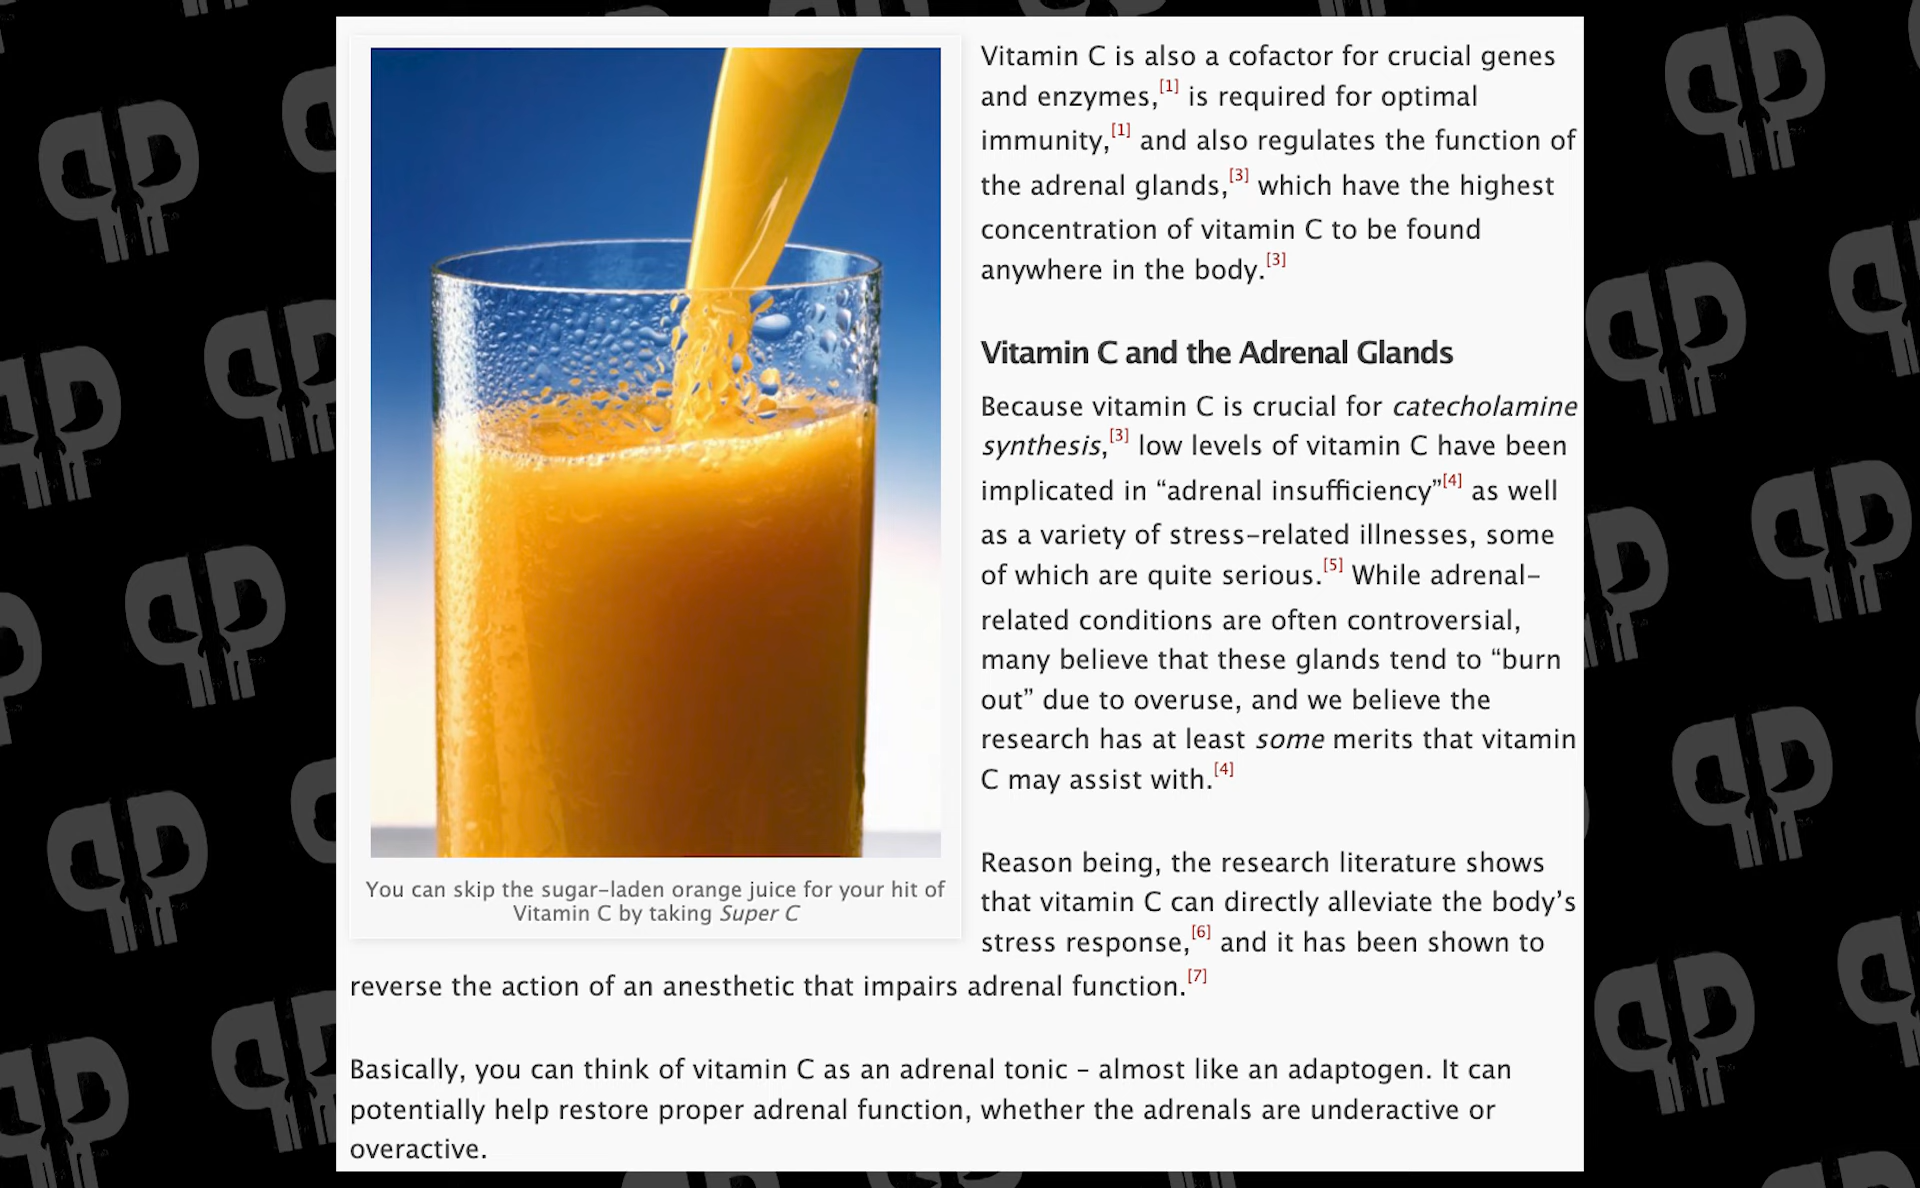 Vitamin C is also a cofactor for crucial genes
and enzymes,[1] is required for optimal
immunity,[1] and also regulates the function of
the adrenal glands,[3] which have the highest
concentration of vitamin C to be found
anywhere in the body.[3]
Vitamin C and the Adrenal Glands
Because vitamin C is crucial for catecholamine
synthesis,[3] low levels of vitamin C have been
implicated in “adrenal insufficiency”[4] as well
as a variety of stress-related illnesses, some
of which are quite serious.[5] While adrenal-
related conditions are often controversial,
many believe that these glands tend to “burn
out” due to overuse, and we believe the
research has at least some merits that vitamin
C may assist with.[4]
Reason being, the research literature shows
that vitamin C can directly alleviate the body’s
stress response,[6] and it has been shown to
reverse the action of an anesthetic that impairs adrenal function.[7]
You can skip the sugar-laden orange juice for your hit of
Vitamin C by taking Super C
Basically, you can think of vitamin C as an adrenal tonic – almost like an adaptogen. It can
potentially help restore proper adrenal function, whether the adrenals are underactive or
overactive.